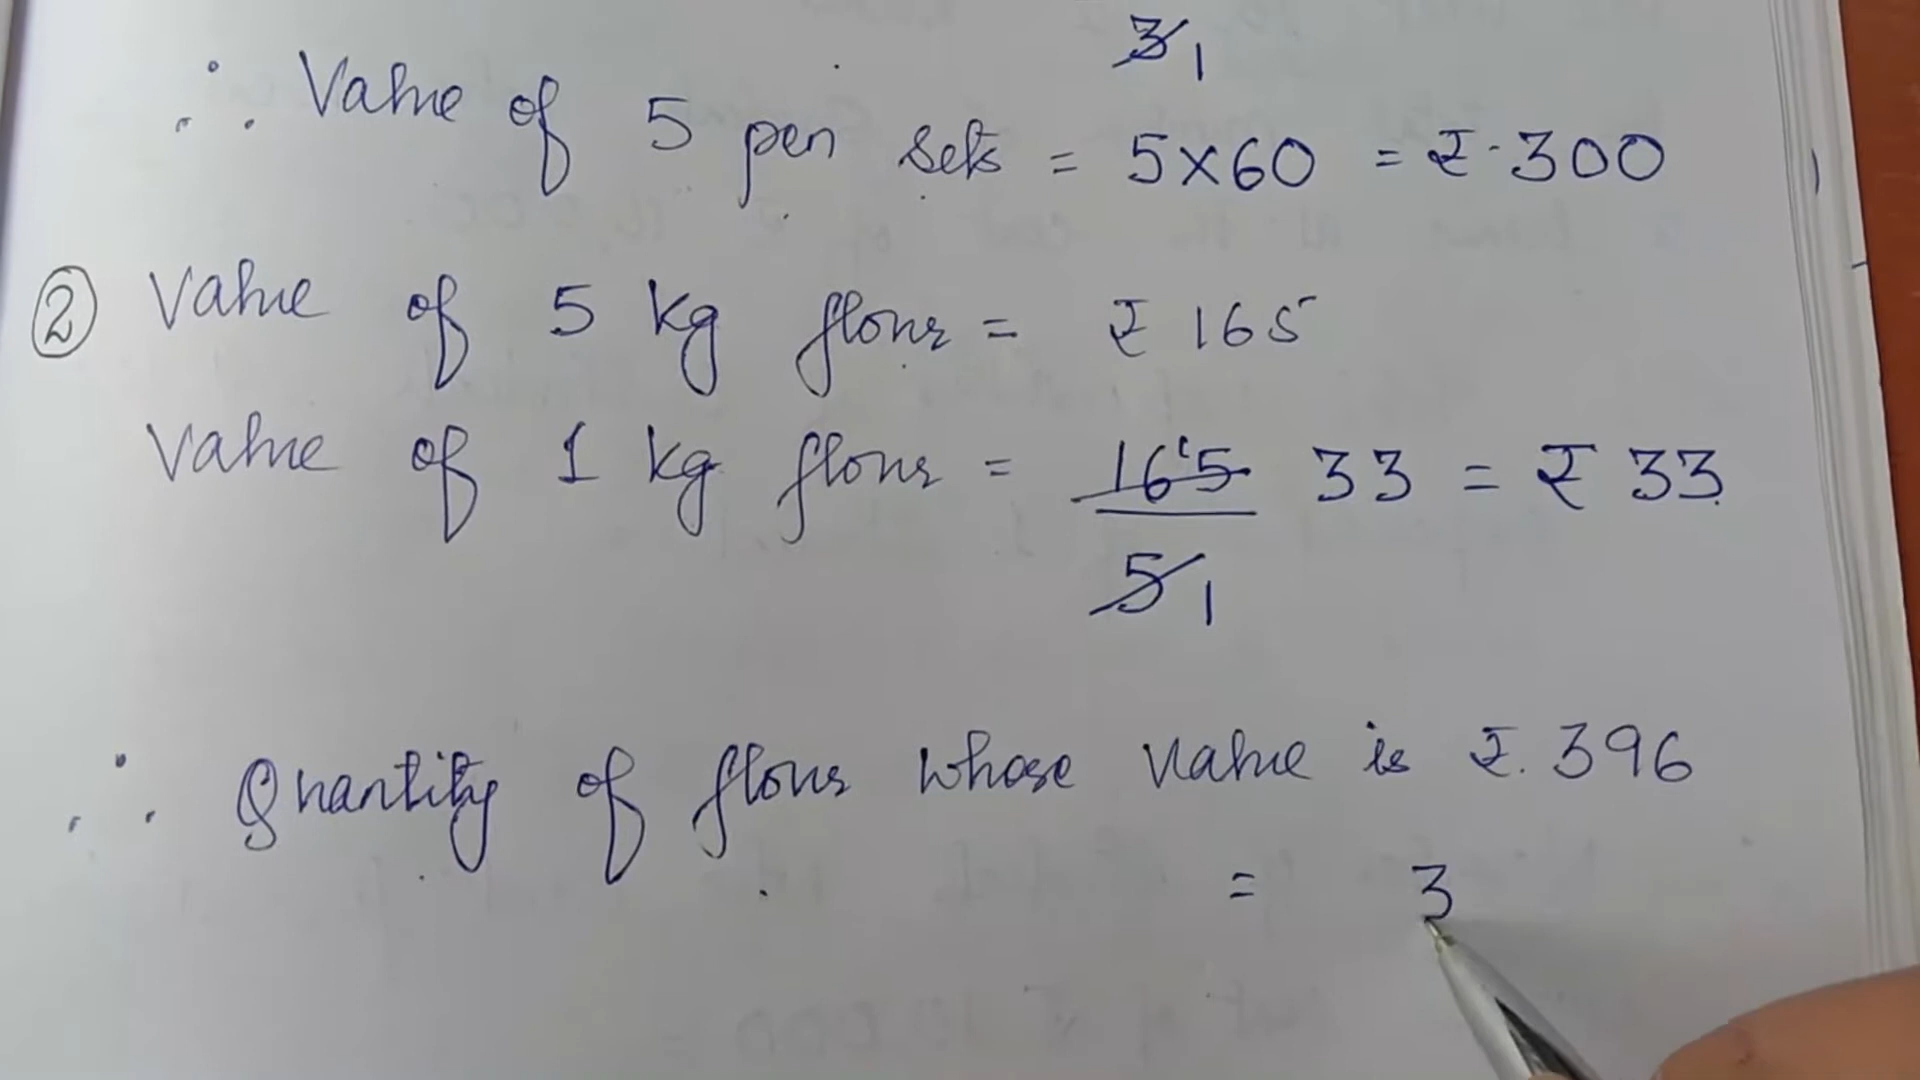 3 1
∴ Value of 5 pen sets = 5×60 = ₹.300
② Value of 5 kg flour = ₹ 165
Value of 1 kg flour = 165 33 = ₹ 33
5 1
∴ Quantity of flour whose value is ₹. 396
= 3